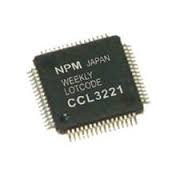 NPM JAPAN
WEEKLY
LOTCODE
CCL3221